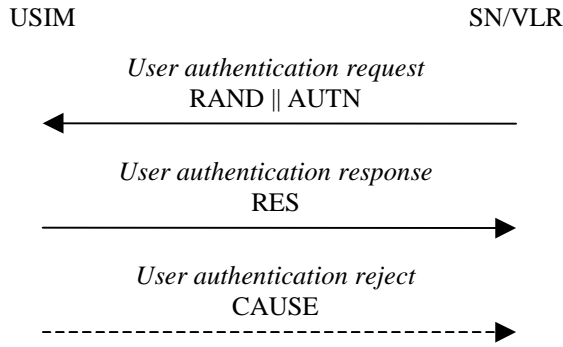 USIM SN/VLR
User authentication request
RAND || AUTN
User authentication response
RES
User authentication reject
CAUSE